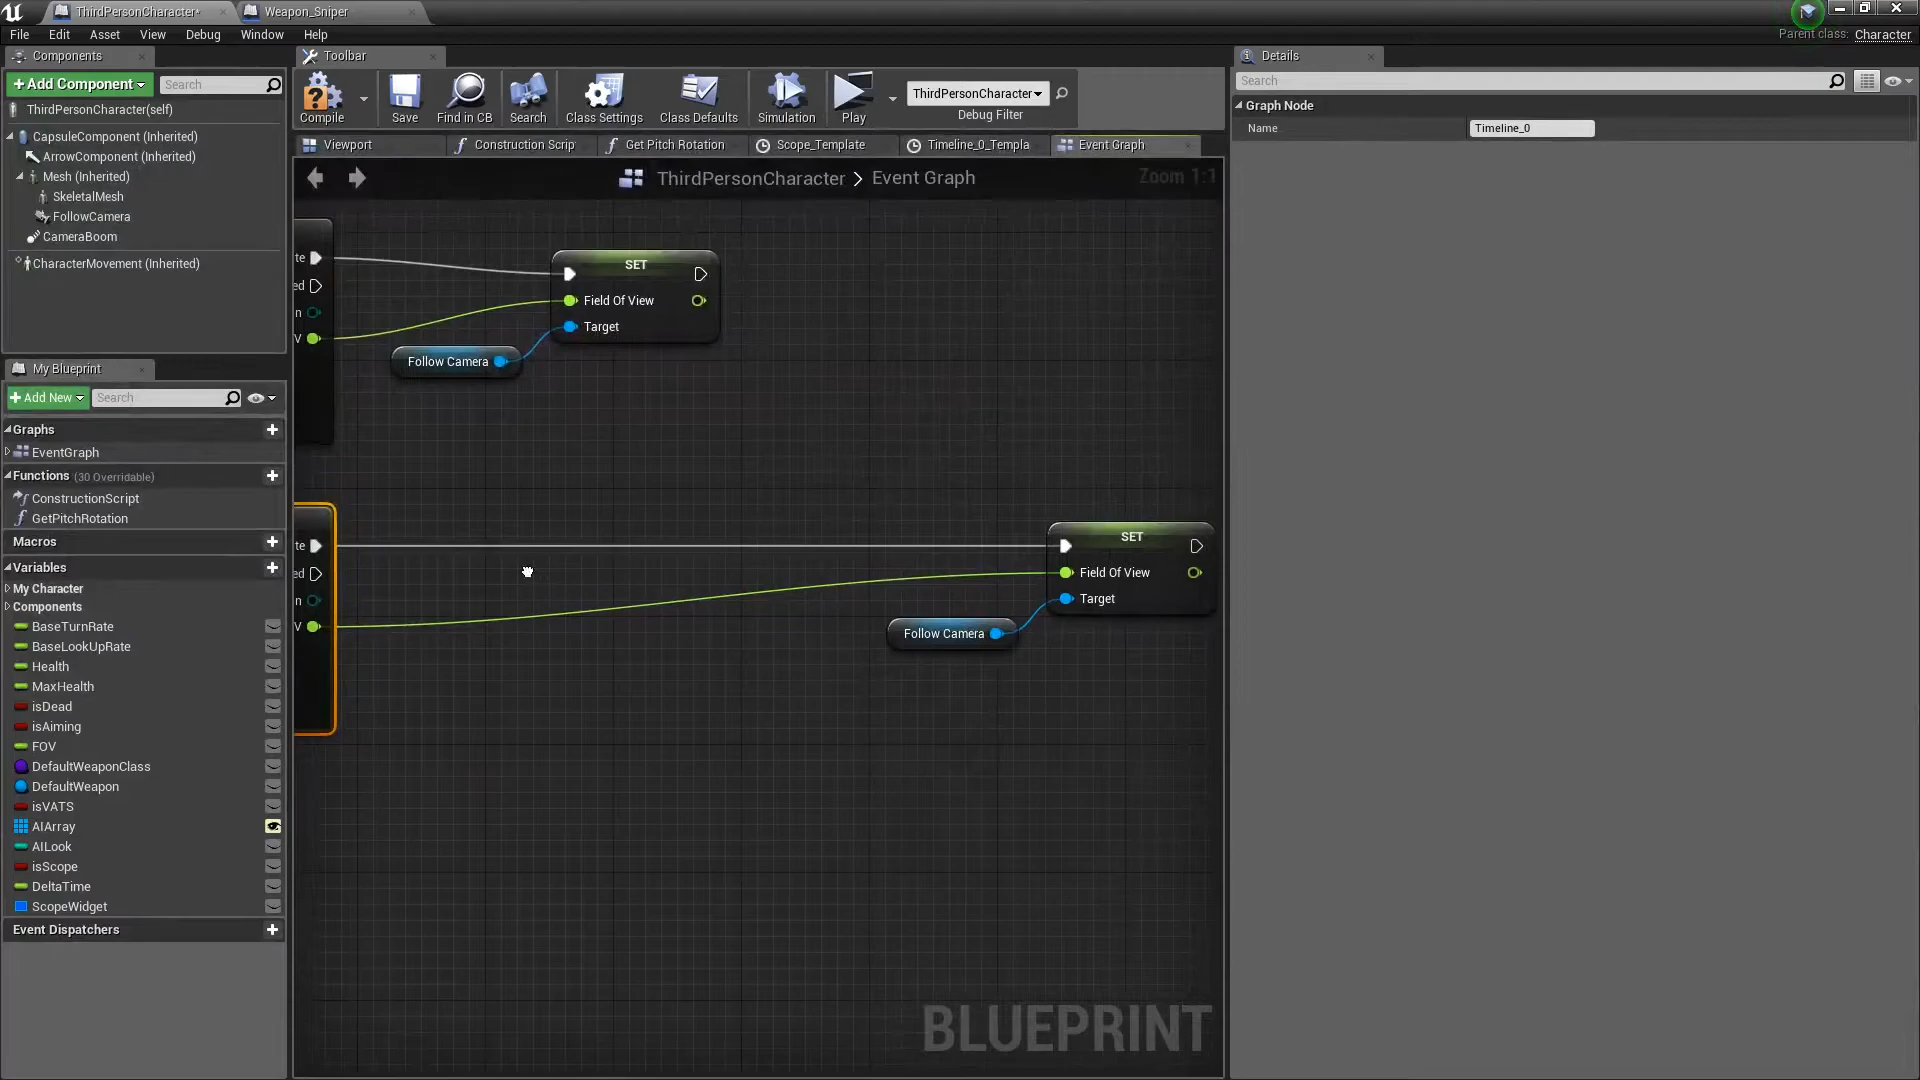 ThirdPersonCharacter*
Weapon_Sniper
File Edit Asset View Debug Window Help
Parent class: Character
Components
+Add Component
Search
ThirdPersonCharacter(self)
CapsuleComponent (Inherited)
ArrowComponent (Inherited)
Mesh (Inherited)
SkeletalMesh
FollowCamera
CameraBoom
CharacterMovement (Inherited)
My Blueprint
+Add New
Search
Graphs
EventGraph
Functions (30 Overridable)
ConstructionScript
GetPitchRotation
Macros
Variables
My Character
Components
BaseTurnRate
BaseLookUpRate
Health
MaxHealth
isDead
isAiming
FOV
DefaultWeaponClass
DefaultWeapon
isVATS
AIArray
AILook
isScope
DeltaTime
ScopeWidget
Event Dispatchers
Toolbar
Compile
Save
Find in CB
Search
Class Settings
Class Defaults
Simulation
Play
ThirdPersonCharacter
Debug Filter
Viewport
Construction Scrip
Get Pitch Rotation
Scope_Template
Timeline_0_Templa
Event Graph
ThirdPersonCharacter > Event Graph
Zoom 1:1
te
ed
n
V
SET
Field Of View
Target
Follow Camera
te
ed
n
V
SET
Field Of View
Target
Follow Camera
BLUEPRINT
Details
Search
Graph Node
Name
Timeline_0